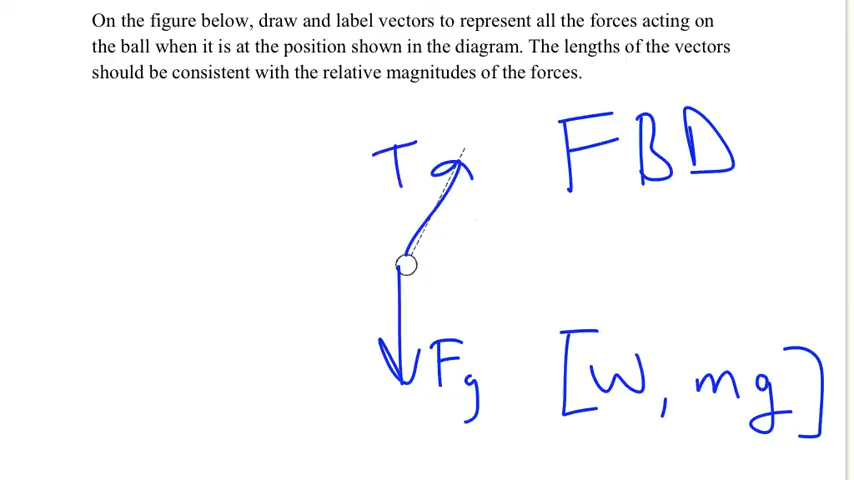 On the figure below, draw and label vectors to represent all the forces acting on
the ball when it is at the position shown in the diagram. The lengths of the vectors
should be consistent with the relative magnitudes of the forces.
T FBD
Fg [W, mg]